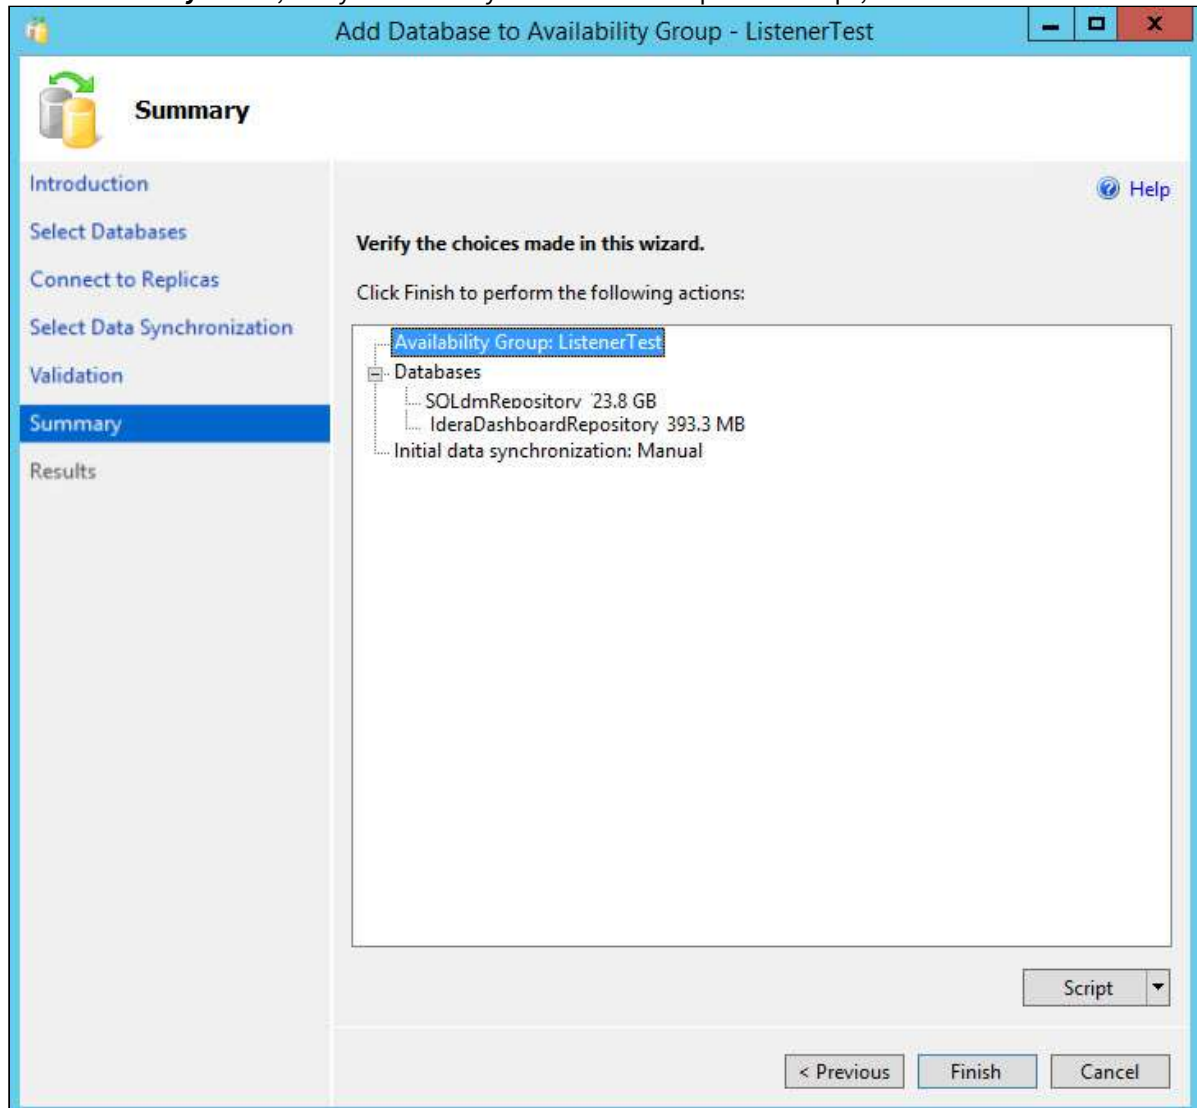 Add Database to Availability Group - ListenerTest
Summary
Introduction
Select Databases
Connect to Replicas
Select Data Synchronization
Validation
Summary
Results
Help
Verify the choices made in this wizard.
Click Finish to perform the following actions:
Availability Group: ListenerTest
Databases
SQLdmRepository 23.8 GB
IderaDashboardRepository 393.3 MB
Initial data synchronization: Manual
Script
< Previous
Finish
Cancel